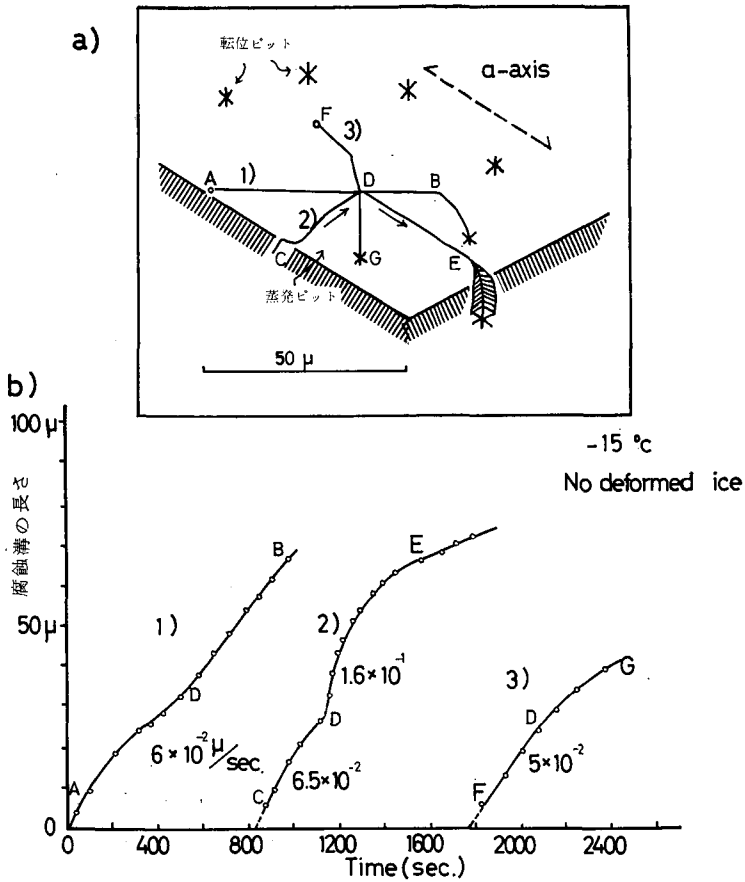 a)
転位ピット
a-axis
F
3)
A
1)
D
B
2)
C
G
E
蒸発ピット
50 μ
b)
100 μ
-15 °c
No deformed ice
腐蝕溝の長さ
B
E
1)
50 μ
2)
D
1.6×10⁻¹
3)
G
D
D
6×10⁻² μ/sec.
A
C
6.5×10⁻²
F
5×10⁻²
0
0 400 800 1200 1600 2000 2400
Time (sec.)